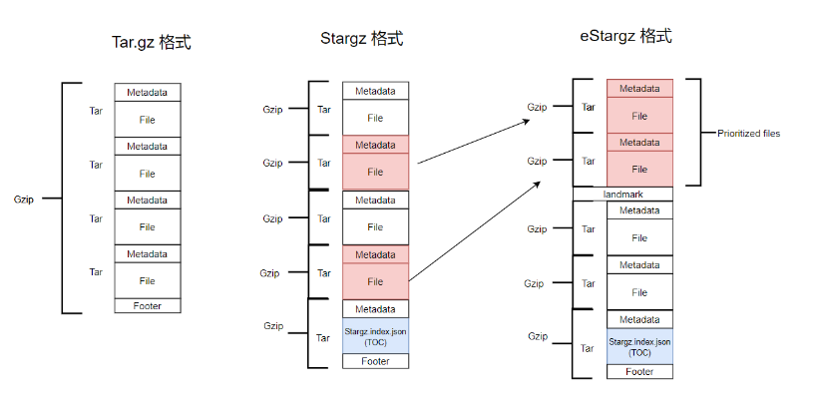 Tar.gz 格式
Gzip
Tar
Metadata
File
Tar
Metadata
File
Tar
Metadata
File
Tar
Metadata
File
Footer
Stargz 格式
Gzip
Tar
Metadata
File
Gzip
Tar
Metadata
File
Gzip
Tar
Metadata
File
Gzip
Tar
Metadata
File
Gzip
Tar
Metadata
Stargz.index.json
(TOC)
Footer
eStargz 格式
Gzip
Tar
Metadata
File
Gzip
Tar
Metadata
File
Prioritized files
landmark
Gzip
Tar
Metadata
File
Gzip
Tar
Metadata
File
Gzip
Tar
Metadata
Stargz.index.json
(TOC)
Footer